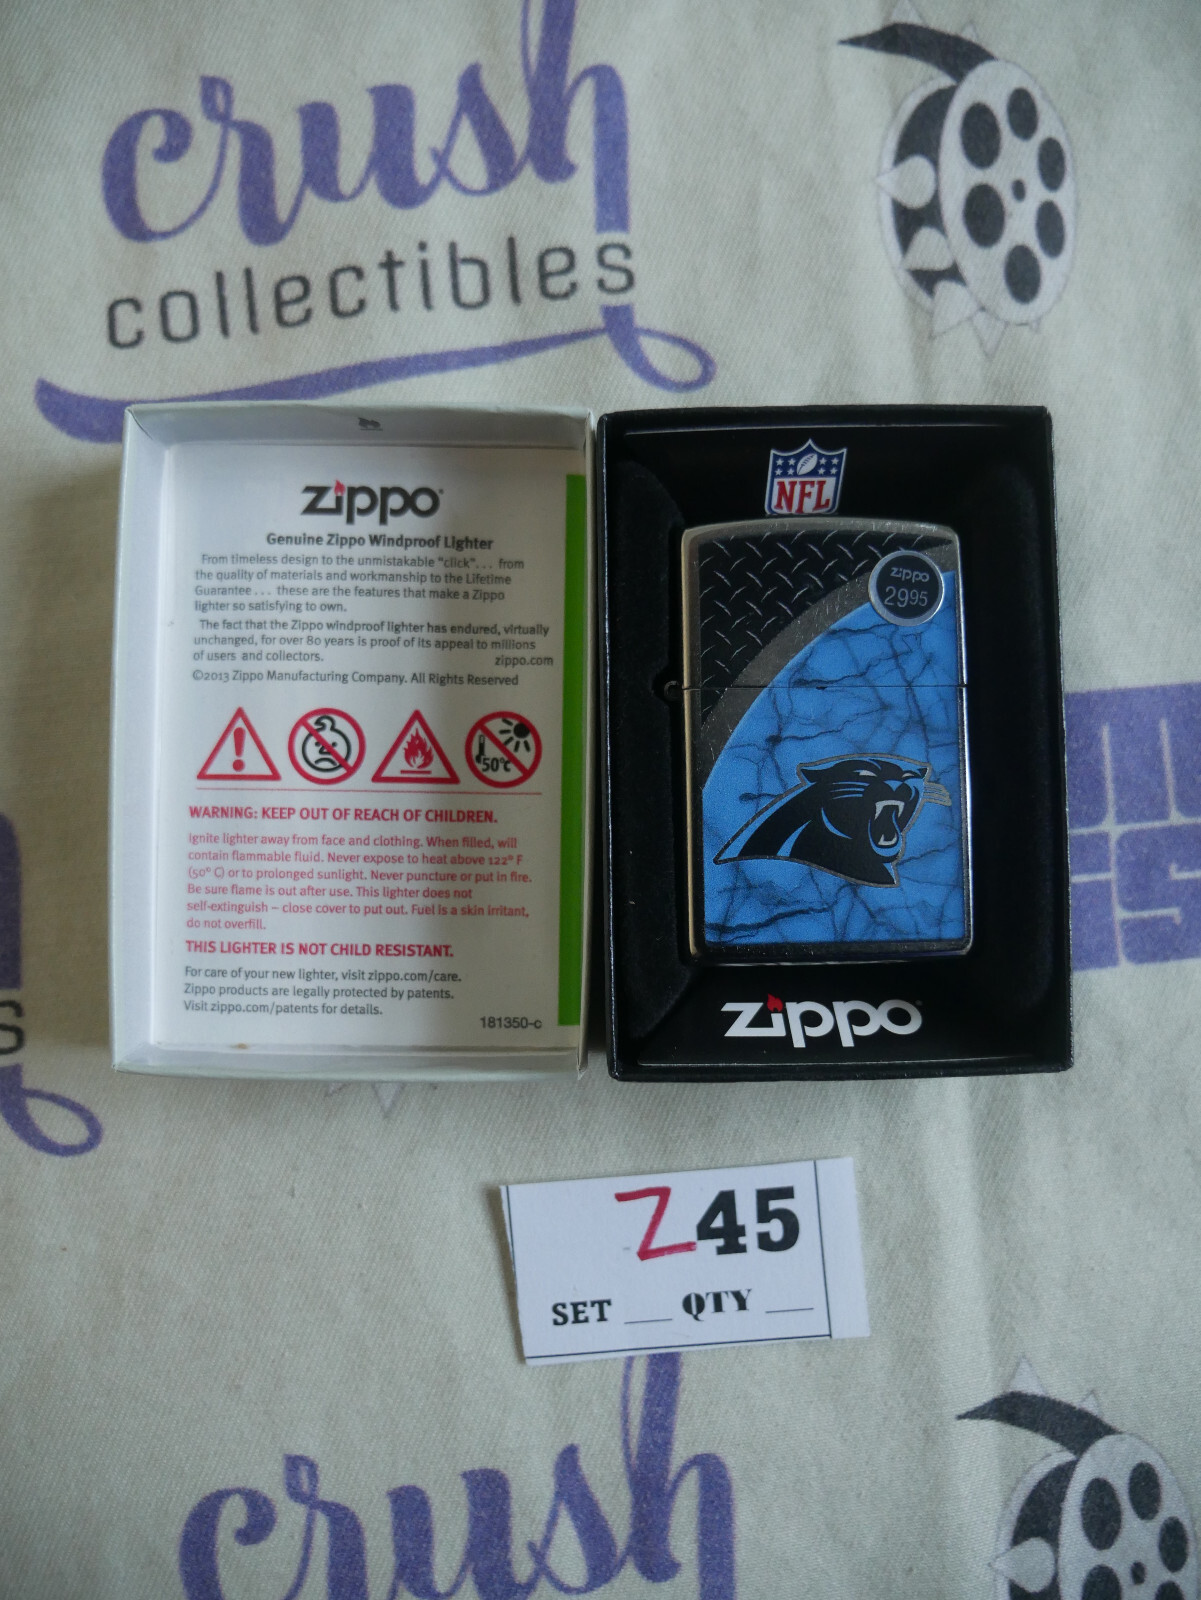 crush
collectibles
zippo
Genuine Zippo Windproof Lighter
From timeless design to the unmistakable "click"... from
the quality of materials and workmanship to the Lifetime
Guarantee... these are the features that make a Zippo
lighter so satisfying to own.
The fact that the Zippo windproof lighter has endured, virtually
unchanged, for over 80 years is proof of its appeal to millions
of users and collectors.
zippo.com
©2013 Zippo Manufacturing Company. All Rights Reserved
50°C
WARNING: KEEP OUT OF REACH OF CHILDREN.
Ignite lighter away from face and clothing. When filled, will
contain flammable fluid. Never expose to heat above 122° F
(50° C) or to prolonged sunlight. Never puncture or put in fire.
Be sure flame is out after use. This lighter does not
self-extinguish – close cover to put out. Fuel is a skin irritant,
do not overfill.
THIS LIGHTER IS NOT CHILD RESISTANT.
For care of your new lighter, visit zippo.com/care.
Zippo products are legally protected by patents.
Visit zippo.com/patents for details.
181350-c
NFL
zippo
2995
zippo
Z45
SET ___ QTY ___
crush